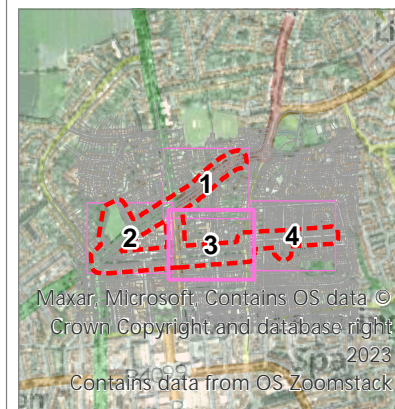 1
2
3
4
Maxar, Microsoft, Contains OS data ©
Crown Copyright and database right
2023
Contains data from OS Zoomstack
B4099